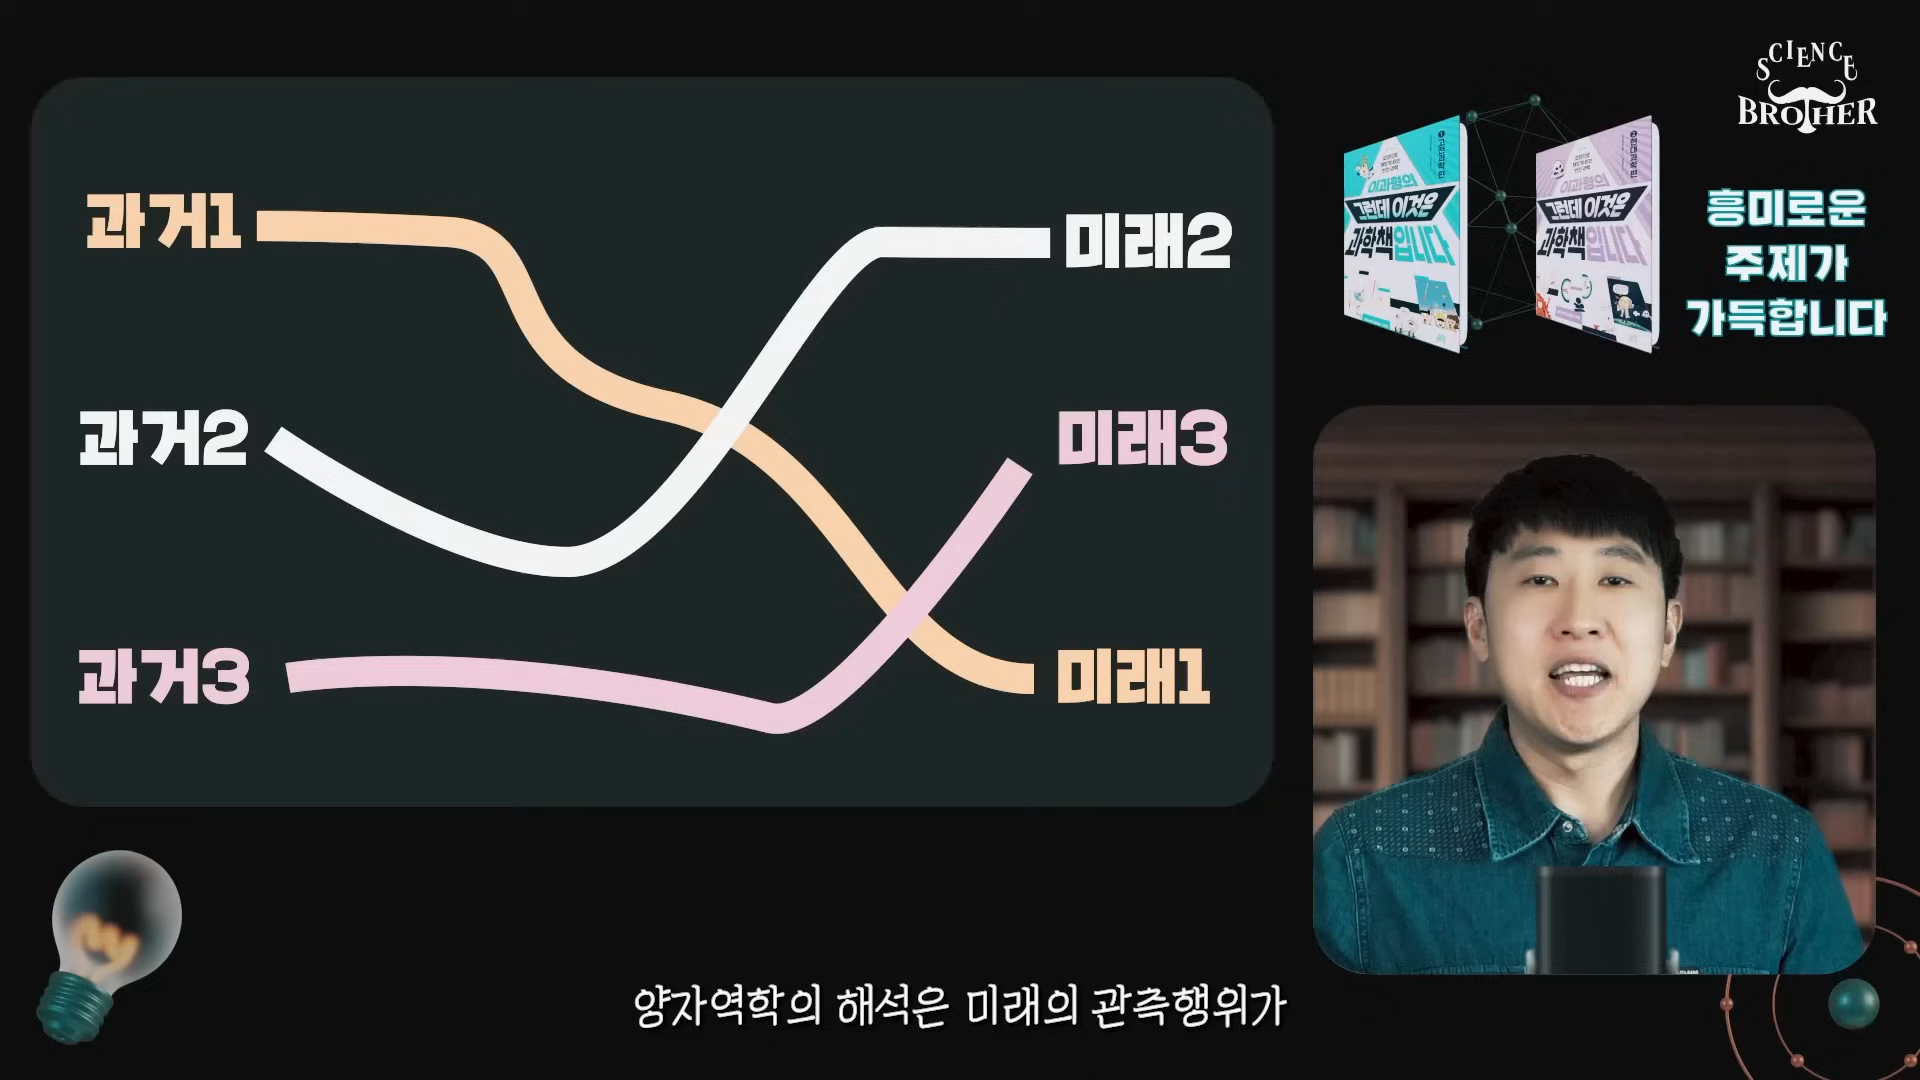 SCIENCE
BROTHER
과거1
미래2
과거2
미래3
과거3
미래1
이과형의
그런데 이것은
과학책입니다
이과형의
그런데 이것은
과학책입니다
흥미로운
주제가
가득합니다
양자역학의 해석은 미래의 관측행위가